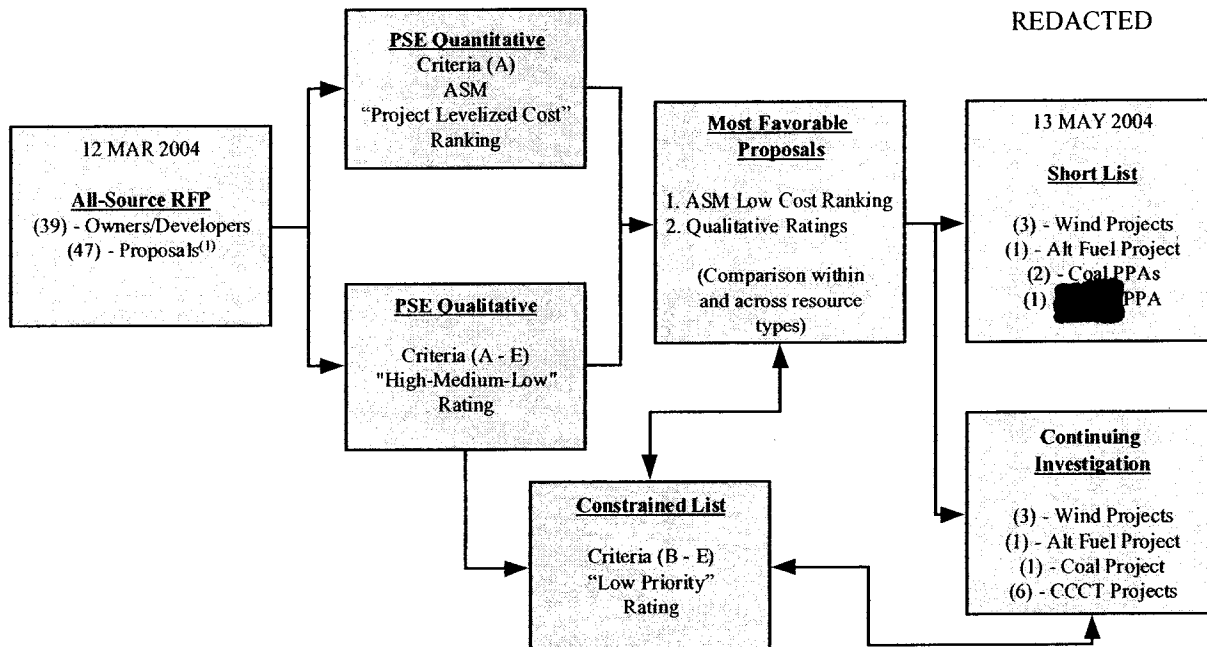 REDACTED
12 MAR 2004
All-Source RFP
(39) - Owners/Developers
(47) - Proposals(1)
PSE Quantitative
Criteria (A)
ASM
“Project Levelized Cost”
Ranking
PSE Qualitative
Criteria (A - E)
"High-Medium-Low"
Rating
Most Favorable
Proposals
1. ASM Low Cost Ranking
2. Qualitative Ratings
(Comparison within
and across resource
types)
Constrained List
Criteria (B - E)
“Low Priority”
Rating
13 MAY 2004
Short List
(3) - Wind Projects
(1) - Alt Fuel Project
(2) - Coal PPAs
(1) PPA
Continuing
Investigation
(3) - Wind Projects
(1) - Alt Fuel Project
(1) - Coal Project
(6) - CCCT Projects